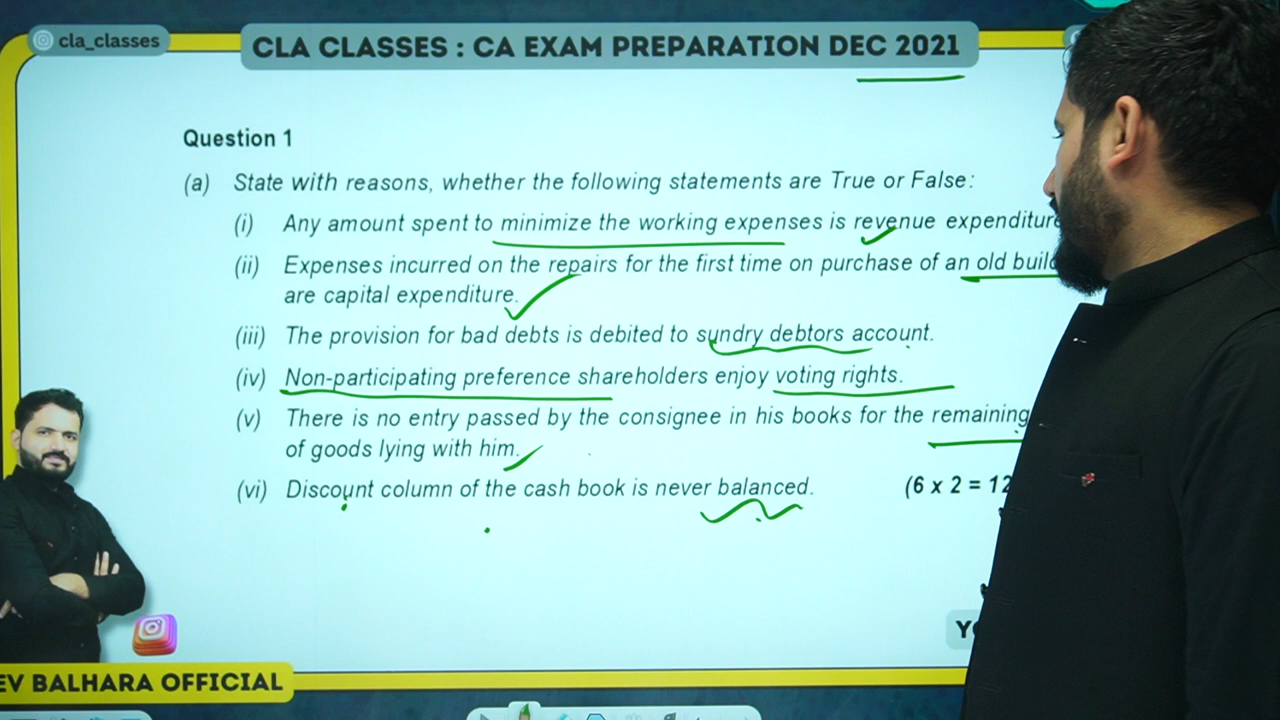 cla_classes
CLA CLASSES : CA EXAM PREPARATION DEC 2021
Question 1
(a) State with reasons, whether the following statements are True or False:
(i) Any amount spent to minimize the working expenses is revenue expenditure
(ii) Expenses incurred on the repairs for the first time on purchase of an old
are capital expenditure.
(iii) The provision for bad debts is debited to sundry debtors account.
(iv) Non-participating preference shareholders enjoy voting rights.
(v) There is no entry passed by the consignee in his books for the remaining
of goods lying with him.
(vi) Discount column of the cash book is never balanced. (6 x 2 = 12
EV BALHARA OFFICIAL